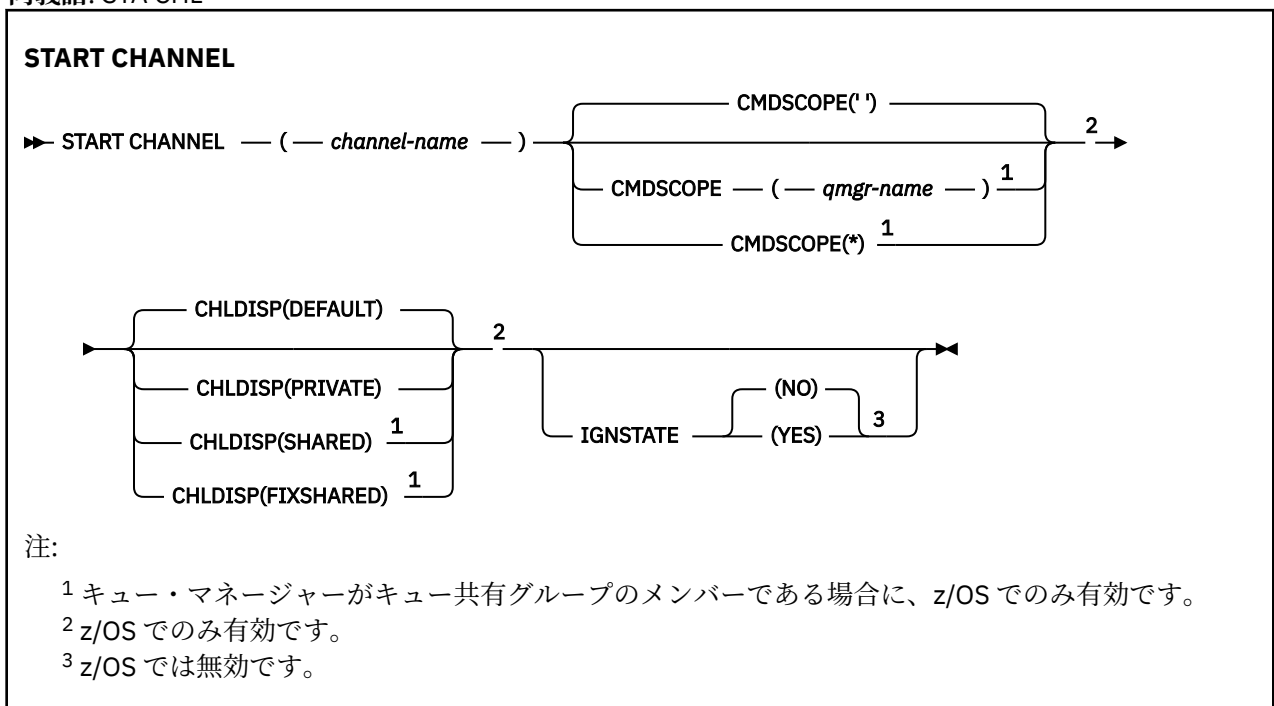 START CHANNEL
CMDSCOPE(' ')
START CHANNEL ( channel-name ) 2
CMDSCOPE ( qmgr-name ) 1
CMDSCOPE(*) 1
CHLDISP(DEFAULT) 2
CHLDISP(PRIVATE) (NO)
CHLDISP(SHARED) 1 IGNSTATE (YES) 3
CHLDISP(FIXSHARED) 1
注:
1 キュー・マネージャーがキュー共有グループのメンバーである場合に、z/OS でのみ有効です。
2 z/OS でのみ有効です。
3 z/OS では無効です。